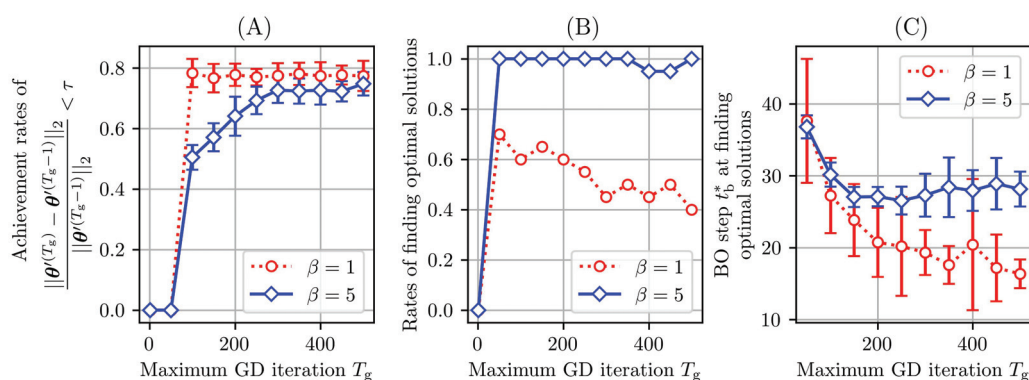 (A)
Achievement rates of
||θ′(Tg) − θ′(Tg−1)||2 / ||θ′(Tg−1)||2 < τ
0.8
0.6
0.4
0.2
0.0
0
200
400
Maximum GD iteration Tg
β = 1
β = 5
(B)
Rates of finding optimal solutions
1.0
0.8
0.6
0.4
0.2
0.0
0
200
400
Maximum GD iteration Tg
β = 1
β = 5
(C)
BO step t*b at finding
optimal solutions
40
30
20
10
200
400
Maximum GD iteration Tg
β = 1
β = 5